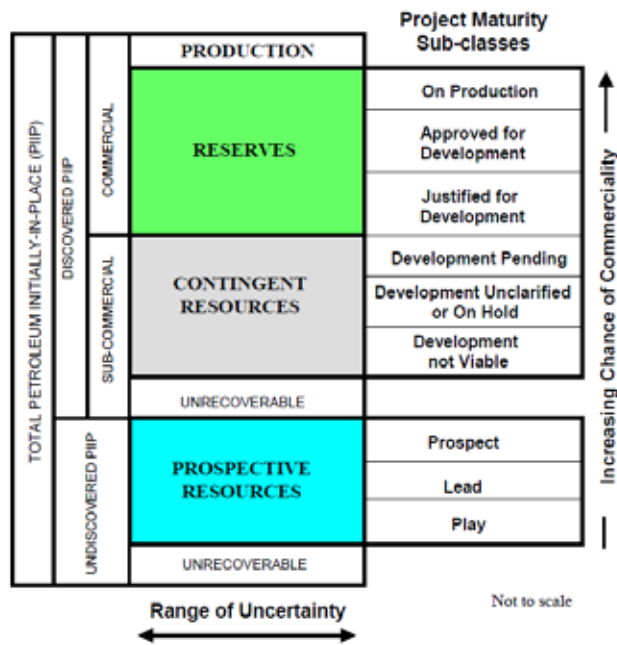 Project Maturity
Sub-classes
PRODUCTION
TOTAL PETROLEUM INITIALLY-IN-PLACE (PIIP)
DISCOVERED PIIP
COMMERCIAL
RESERVES
On Production
Approved for
Development
Justified for
Development
SUB-COMMERCIAL
CONTINGENT
RESOURCES
Development Pending
Development Unclarified
or On Hold
Development
not Viable
UNRECOVERABLE
UNDISCOVERED PIIP
PROSPECTIVE
RESOURCES
Prospect
Lead
Play
UNRECOVERABLE
Increasing Chance of Commerciality
Range of Uncertainty
Not to scale